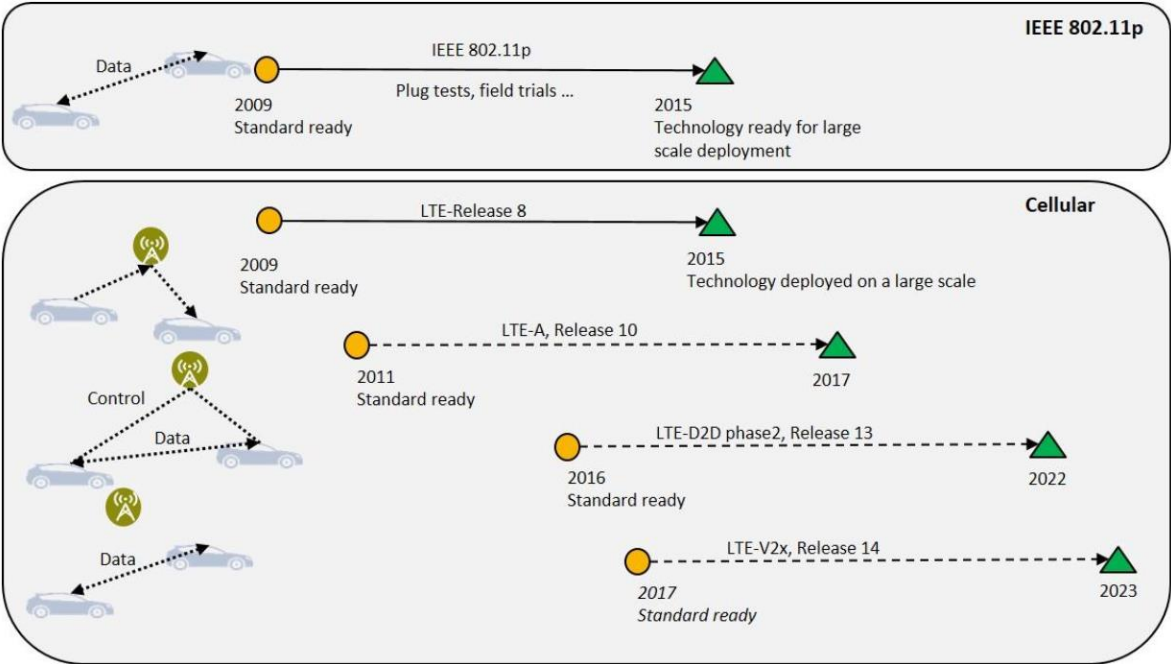 IEEE 802.11p
Data
IEEE 802.11p
Plug tests, field trials ...
2009
Standard ready
2015
Technology ready for large
scale deployment
Cellular
LTE-Release 8
2009
Standard ready
2015
Technology deployed on a large scale
LTE-A, Release 10
2011
Standard ready
2017
Control
Data
LTE-D2D phase2, Release 13
2016
Standard ready
2022
Data
LTE-V2x, Release 14
2017
Standard ready
2023